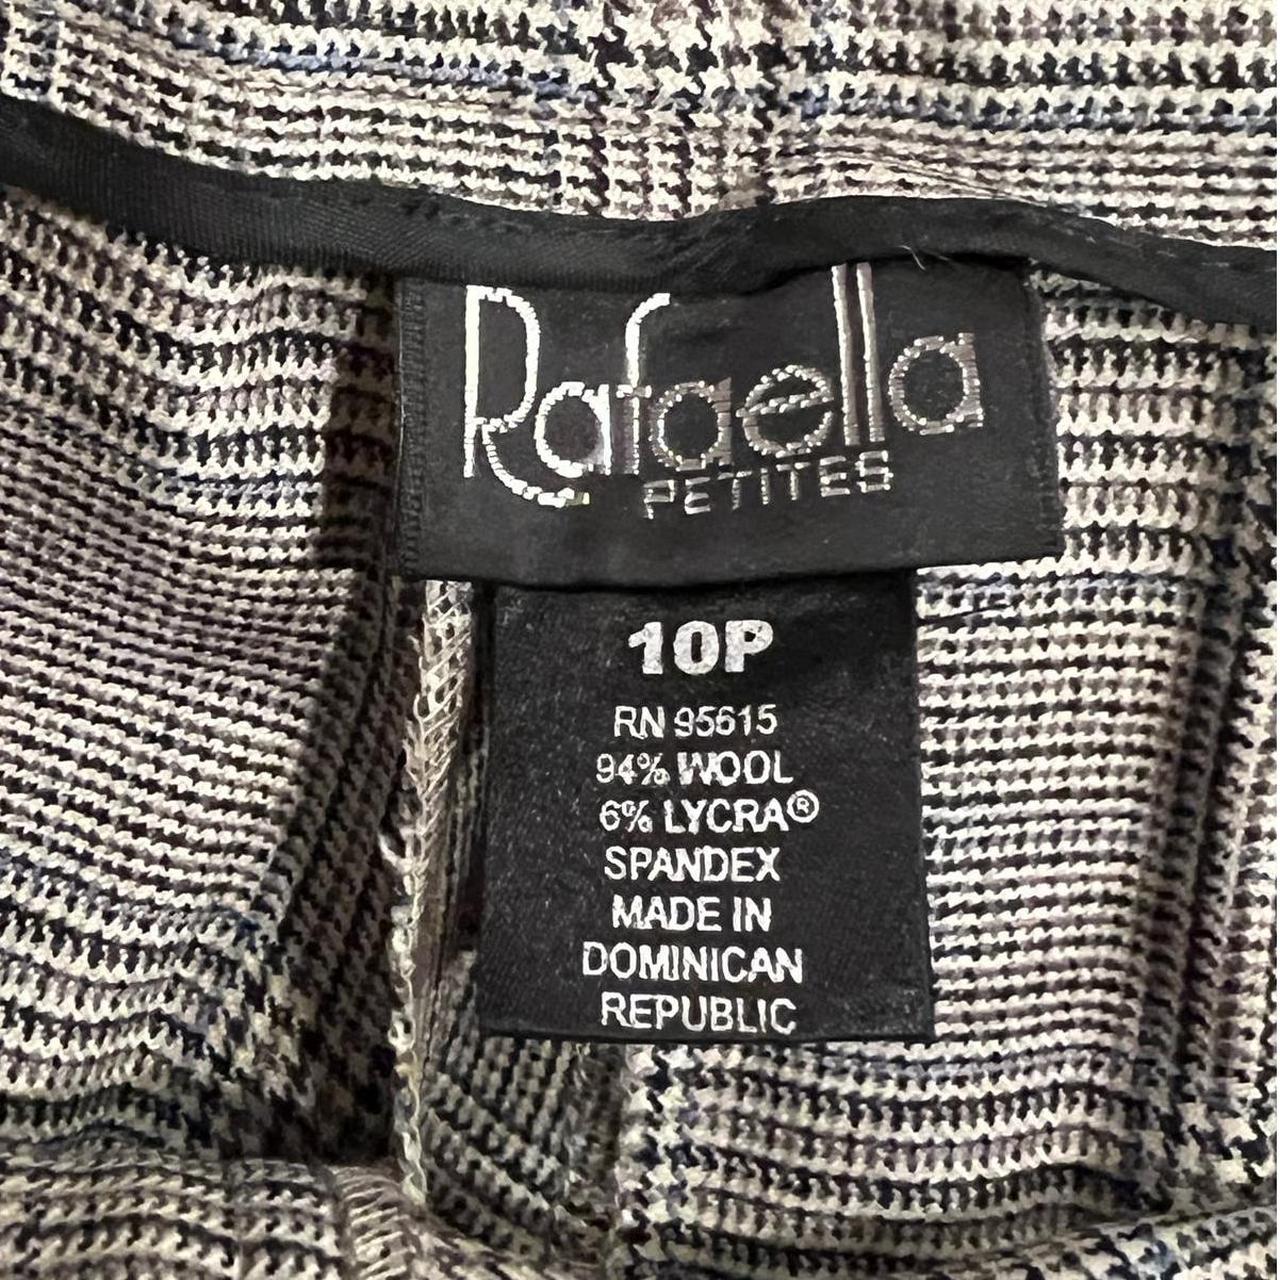 Rafaella
PETITES
10P
RN 95615
94% WOOL
6% LYCRA®
SPANDEX
MADE IN
DOMINICAN
REPUBLIC